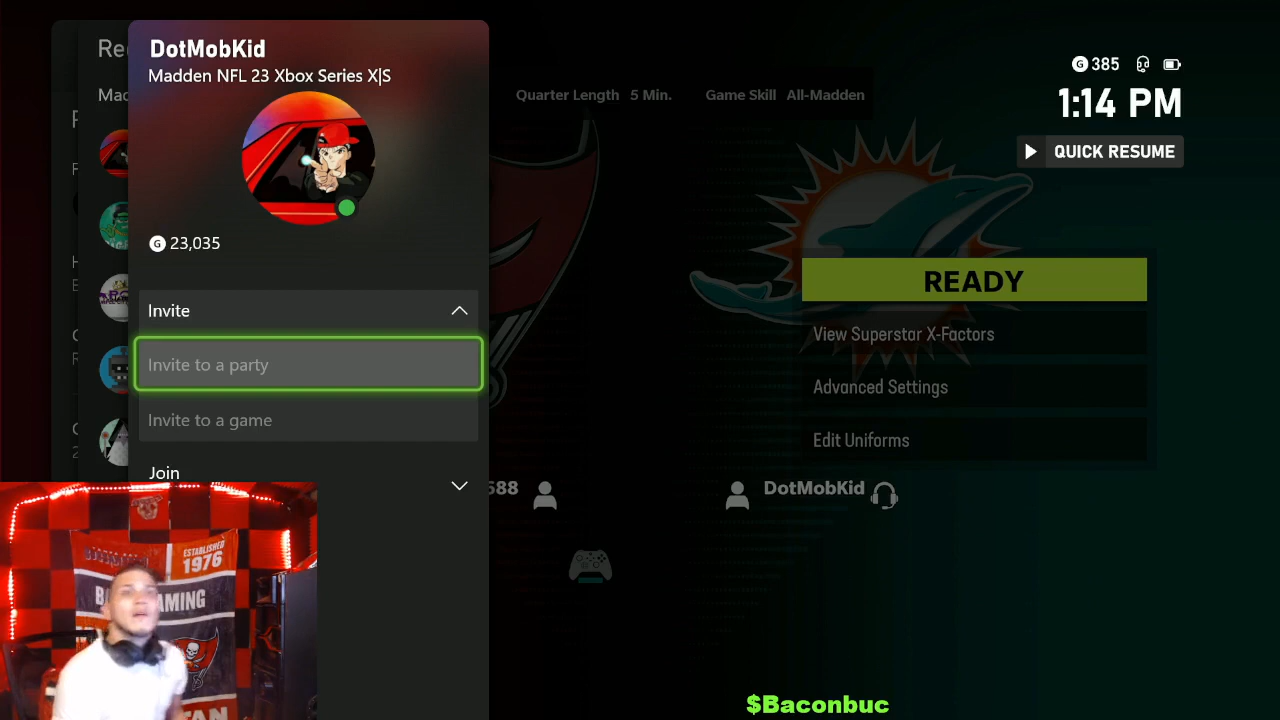 DotMobKid
Madden NFL 23 Xbox Series X|S
G 23,035
Invite
Invite to a party
Invite to a game
Join
Quarter Length 5 Min.
Game Skill All-Madden
G 385
1:14 PM
QUICK RESUME
READY
View Superstar X-Factors
Advanced Settings
Edit Uniforms
DotMobKid
ESTABLISHED
1976
$Baconbuc